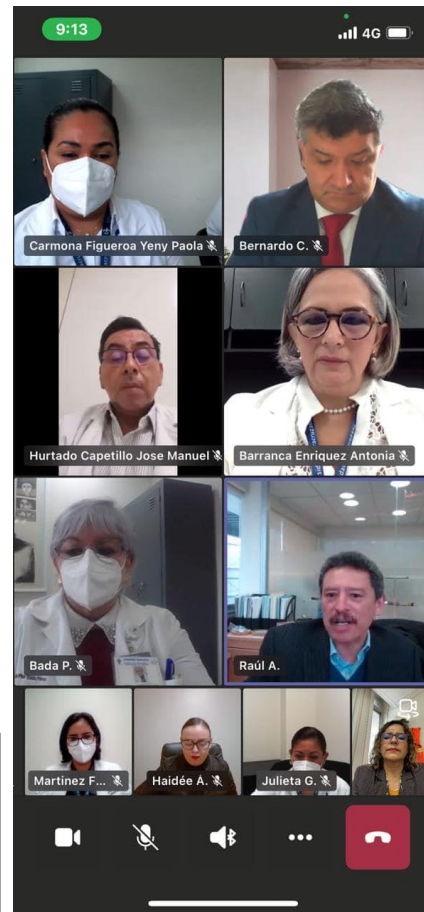 9:13
4G
Carmona Figueroa Yeny Paola
Bernardo C.
Hurtado Capetillo Jose Manuel
Barranca Enriquez Antonia
Bada P.
Raúl A.
Martinez F...
Haidée A.
Julieta G.